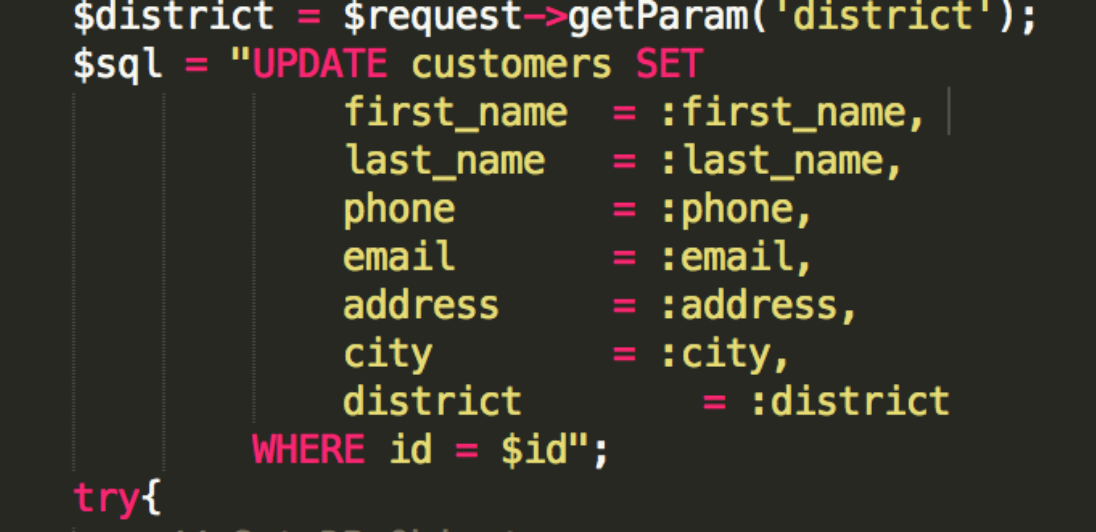 $district = $request->getParam('district');
$sql = "UPDATE customers SET
first_name = :first_name,
last_name = :last_name,
phone = :phone,
email = :email,
address = :address,
city = :city,
district = :district
WHERE id = $id";
try{